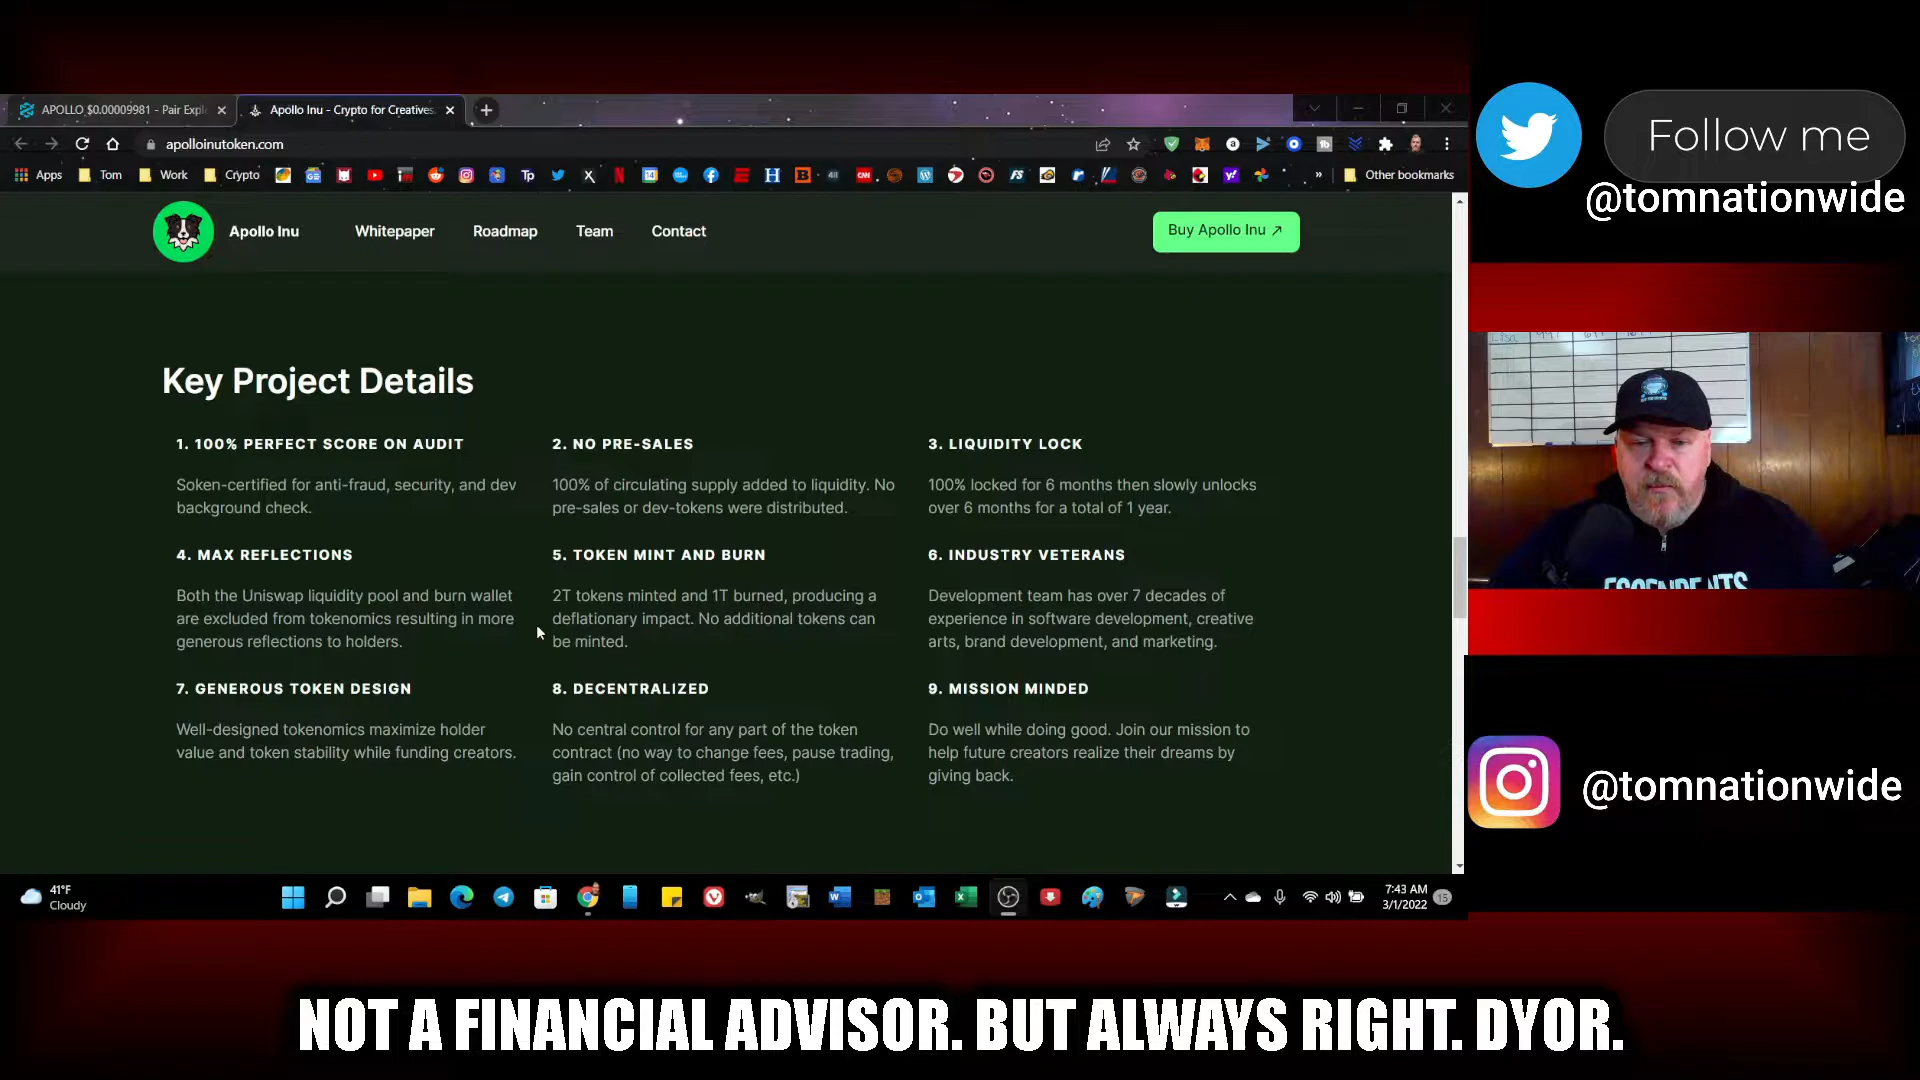 APOLLO $0.00009981 - Pair Expl
Apollo Inu - Crypto for Creatives
apolloinutoken.com
Apps
Tom
Work
Crypto
Tp
14
H
B
4II
CNN
FS
Other bookmarks
Apollo Inu
Whitepaper
Roadmap
Team
Contact
Buy Apollo Inu ↗
Key Project Details
1. 100% PERFECT SCORE ON AUDIT
Soken-certified for anti-fraud, security, and dev
background check.
2. NO PRE-SALES
100% of circulating supply added to liquidity. No
pre-sales or dev-tokens were distributed.
3. LIQUIDITY LOCK
100% locked for 6 months then slowly unlocks
over 6 months for a total of 1 year.
4. MAX REFLECTIONS
Both the Uniswap liquidity pool and burn wallet
are excluded from tokenomics resulting in more
generous reflections to holders.
5. TOKEN MINT AND BURN
2T tokens minted and 1T burned, producing a
deflationary impact. No additional tokens can
be minted.
6. INDUSTRY VETERANS
Development team has over 7 decades of
experience in software development, creative
arts, brand development, and marketing.
7. GENEROUS TOKEN DESIGN
Well-designed tokenomics maximize holder
value and token stability while funding creators.
8. DECENTRALIZED
No central control for any part of the token
contract (no way to change fees, pause trading,
gain control of collected fees, etc.)
9. MISSION MINDED
Do well while doing good. Join our mission to
help future creators realize their dreams by
giving back.
41°F
Cloudy
7:43 AM
3/1/2022
15
Follow me
@tomnationwide
@tomnationwide
NOT A FINANCIAL ADVISOR. BUT ALWAYS RIGHT. DYOR.